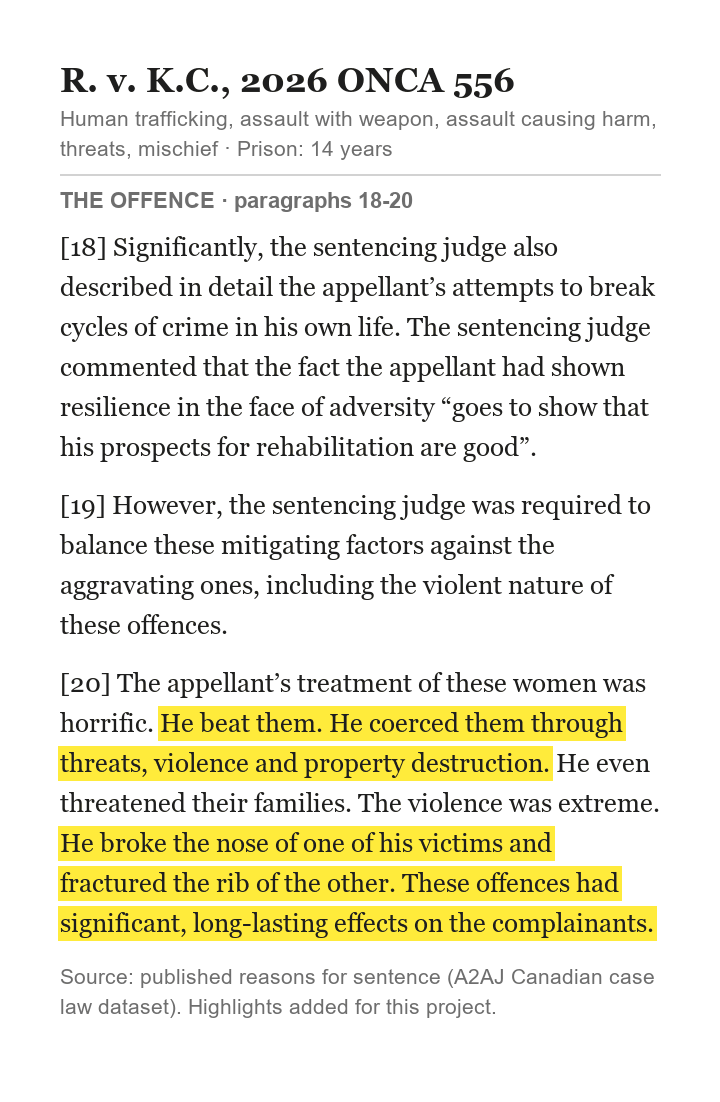 R. v. K.C., 2026 ONCA 556
Human trafficking, assault with weapon, assault causing harm,
threats, mischief · Prison: 14 years
THE OFFENCE · paragraphs 18-20
[18] Significantly, the sentencing judge also
described in detail the appellant’s attempts to break
cycles of crime in his own life. The sentencing judge
commented that the fact the appellant had shown
resilience in the face of adversity “goes to show that
his prospects for rehabilitation are good”.
[19] However, the sentencing judge was required to
balance these mitigating factors against the
aggravating ones, including the violent nature of
these offences.
[20] The appellant’s treatment of these women was
horrific. He beat them. He coerced them through
threats, violence and property destruction. He even
threatened their families. The violence was extreme.
He broke the nose of one of his victims and
fractured the rib of the other. These offences had
significant, long-lasting effects on the complainants.
Source: published reasons for sentence (A2AJ Canadian case
law dataset). Highlights added for this project.